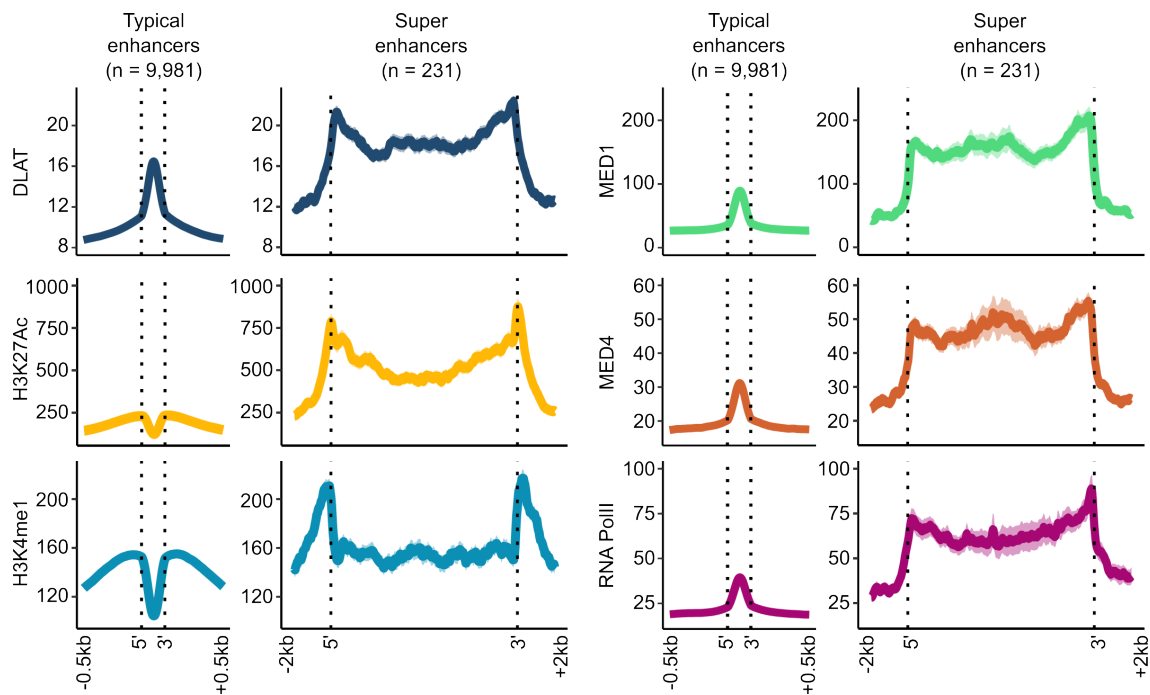 Typical
enhancers
(n = 9,981)
Super
enhancers
(n = 231)
Typical
enhancers
(n = 9,981)
Super
enhancers
(n = 231)
DLAT
20
16
12
8
20
16
12
8
MED1
200
100
0
200
100
0
H3K27Ac
1000
750
500
250
1000
750
500
250
MED4
60
50
40
30
20
60
50
40
30
20
H3K4me1
200
160
120
200
160
120
RNA PolII
100
75
50
25
100
75
50
25
-0.5kb
5'
3'
+0.5kb
-2kb
5'
3'
+2kb
-0.5kb
5'
3'
+0.5kb
-2kb
5'
3'
+2kb